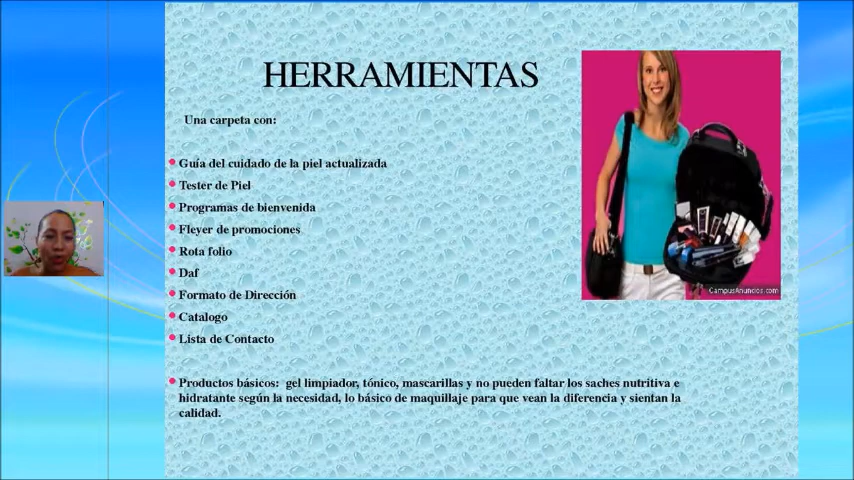 HERRAMIENTAS
Una carpeta con:
Guía del cuidado de la piel actualizada
Tester de Piel
Programas de bienvenida
Fleyer de promociones
Rota folio
Daf
Formato de Dirección
Catalogo
Lista de Contacto
Productos básicos: gel limpiador, tónico, mascarillas y no pueden faltar los saches nutritiva e
hidratante según la necesidad, lo básico de maquillaje para que vean la diferencia y sientan la
calidad.
CampusAnuncios.com